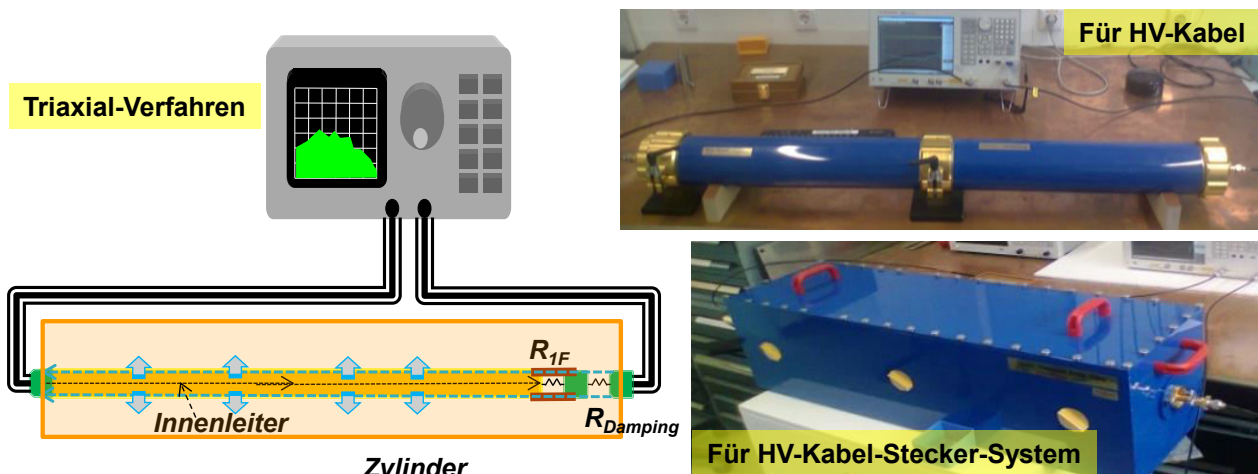 Triaxial-Verfahren
Für HV-Kabel
R1F
Innenleiter
RDamping
Zylinder
Für HV-Kabel-Stecker-System